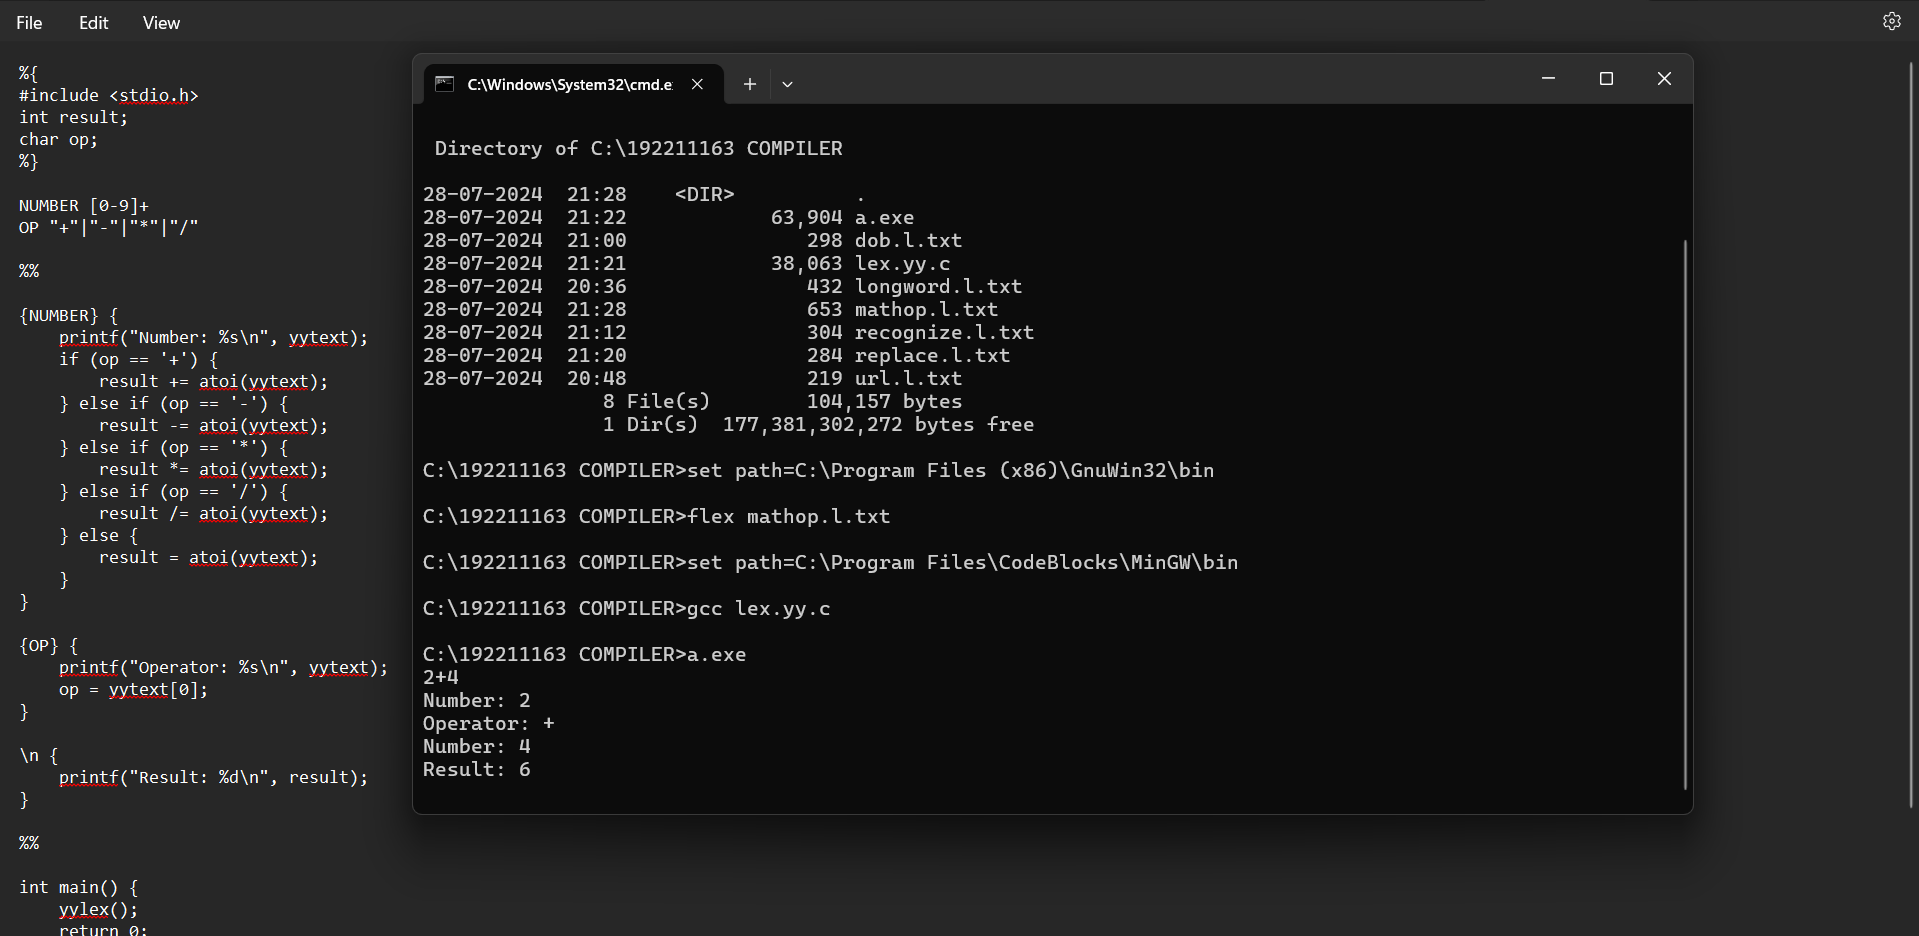 File Edit View
%{
#include <stdio.h>
int result;
char op;
%}
NUMBER [0-9]+
OP "+"|"-"|"*"|"/"
%%
{NUMBER} {
printf("Number: %s\n", yytext);
if (op == '+') {
result += atoi(yytext);
} else if (op == '-') {
result -= atoi(yytext);
} else if (op == '*') {
result *= atoi(yytext);
} else if (op == '/') {
result /= atoi(yytext);
} else {
result = atoi(yytext);
}
}
{OP} {
printf("Operator: %s\n", yytext);
op = yytext[0];
}
\n {
printf("Result: %d\n", result);
}
%%
int main() {
yylex();
return 0;
C:\Windows\System32\cmd.e
Directory of C:\192211163 COMPILER
28-07-2024 21:28 <DIR> .
28-07-2024 21:22 63,904 a.exe
28-07-2024 21:00 298 dob.l.txt
28-07-2024 21:21 38,063 lex.yy.c
28-07-2024 20:36 432 longword.l.txt
28-07-2024 21:28 653 mathop.l.txt
28-07-2024 21:12 304 recognize.l.txt
28-07-2024 21:20 284 replace.l.txt
28-07-2024 20:48 219 url.l.txt
8 File(s) 104,157 bytes
1 Dir(s) 177,381,302,272 bytes free
C:\192211163 COMPILER>set path=C:\Program Files (x86)\GnuWin32\bin
C:\192211163 COMPILER>flex mathop.l.txt
C:\192211163 COMPILER>set path=C:\Program Files\CodeBlocks\MinGW\bin
C:\192211163 COMPILER>gcc lex.yy.c
C:\192211163 COMPILER>a.exe
2+4
Number: 2
Operator: +
Number: 4
Result: 6